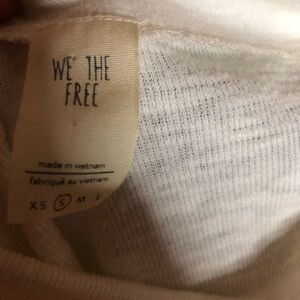 WE' THE
FREE
made in vietnam
fabriqué au vietnam
XS S M